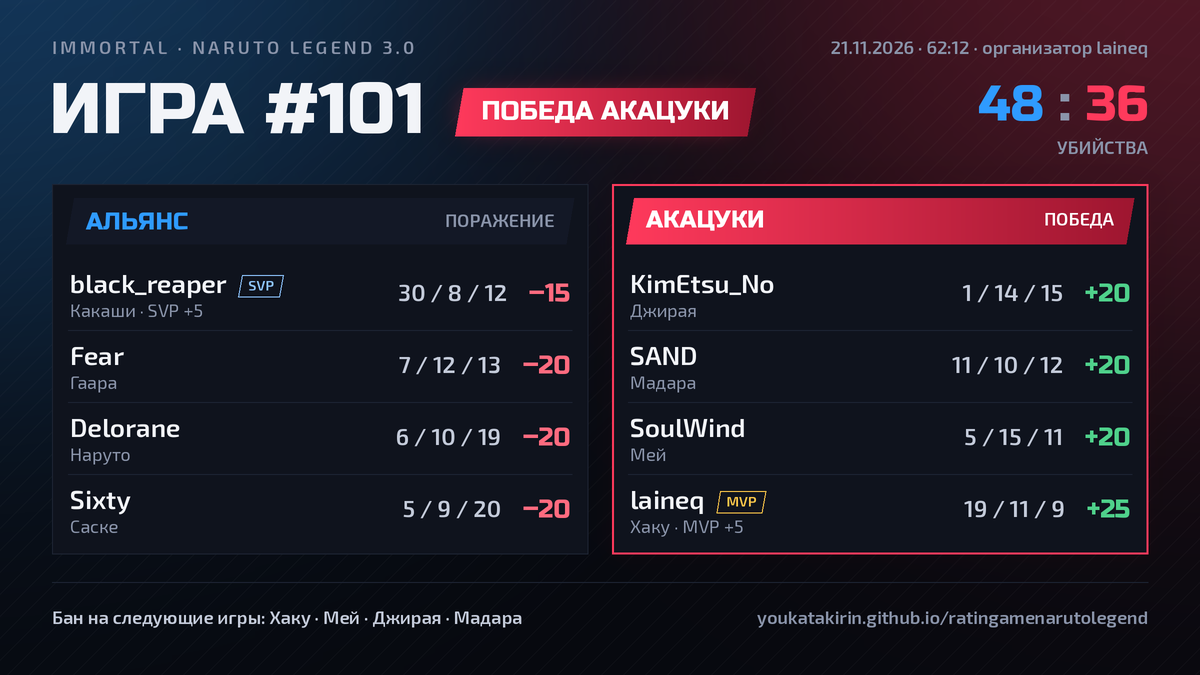 IMMORTAL · NARUTO LEGEND 3.0
21.11.2026 · 62:12 · организатор laineq
ИГРА #101
ПОБЕДА АКАЦУКИ
48 : 36
УБИЙСТВА
АЛЬЯНС ПОРАЖЕНИЕ
black_reaper SVP 30 / 8 / 12 −15
Какаши · SVP +5
Fear 7 / 12 / 13 −20
Гаара
Delorane 6 / 10 / 19 −20
Наруто
Sixty 5 / 9 / 20 −20
Саске
АКАЦУКИ ПОБЕДА
KimEtsu_No 1 / 14 / 15 +20
Джирая
SAND 11 / 10 / 12 +20
Мадара
SoulWind 5 / 15 / 11 +20
Мей
laineq MVP 19 / 11 / 9 +25
Хаку · MVP +5
Бан на следующие игры: Хаку · Мей · Джирая · Мадара
youkatakirin.github.io/ratingamenarutolegend